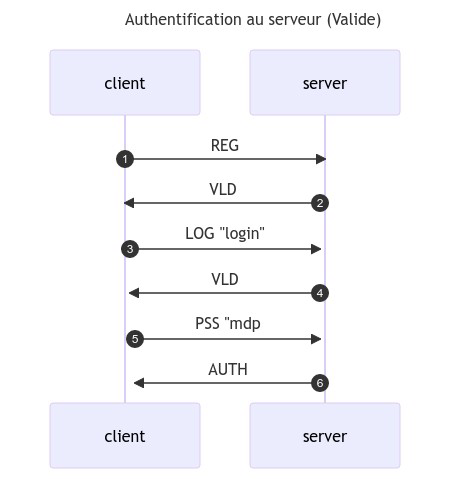 Authentification au serveur (Valide)
client server
REG
1
VLD
2
LOG "login"
3
VLD
4
PSS "mdp
5
AUTH
6
client server